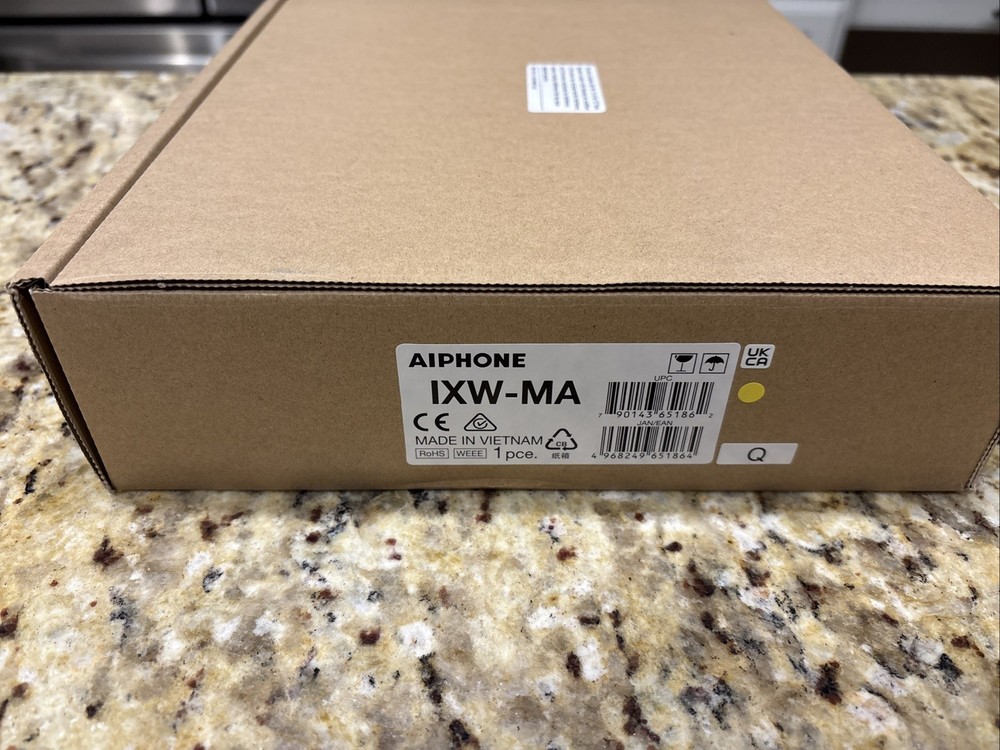 AIPHONE
IXW-MA
UPC
7 90143 65186 2
JAN/EAN
4 968249 651864
CE
MADE IN VIETNAM
RoHS WEEE 1 pce.
CB
纸箱
UK
CA
Q